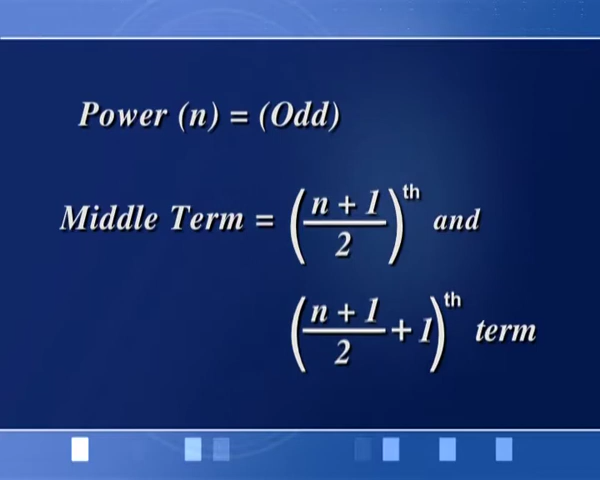 Power (n) = (Odd)
Middle Term = ((n + 1)/2)th and
((n + 1)/2 + 1)th term